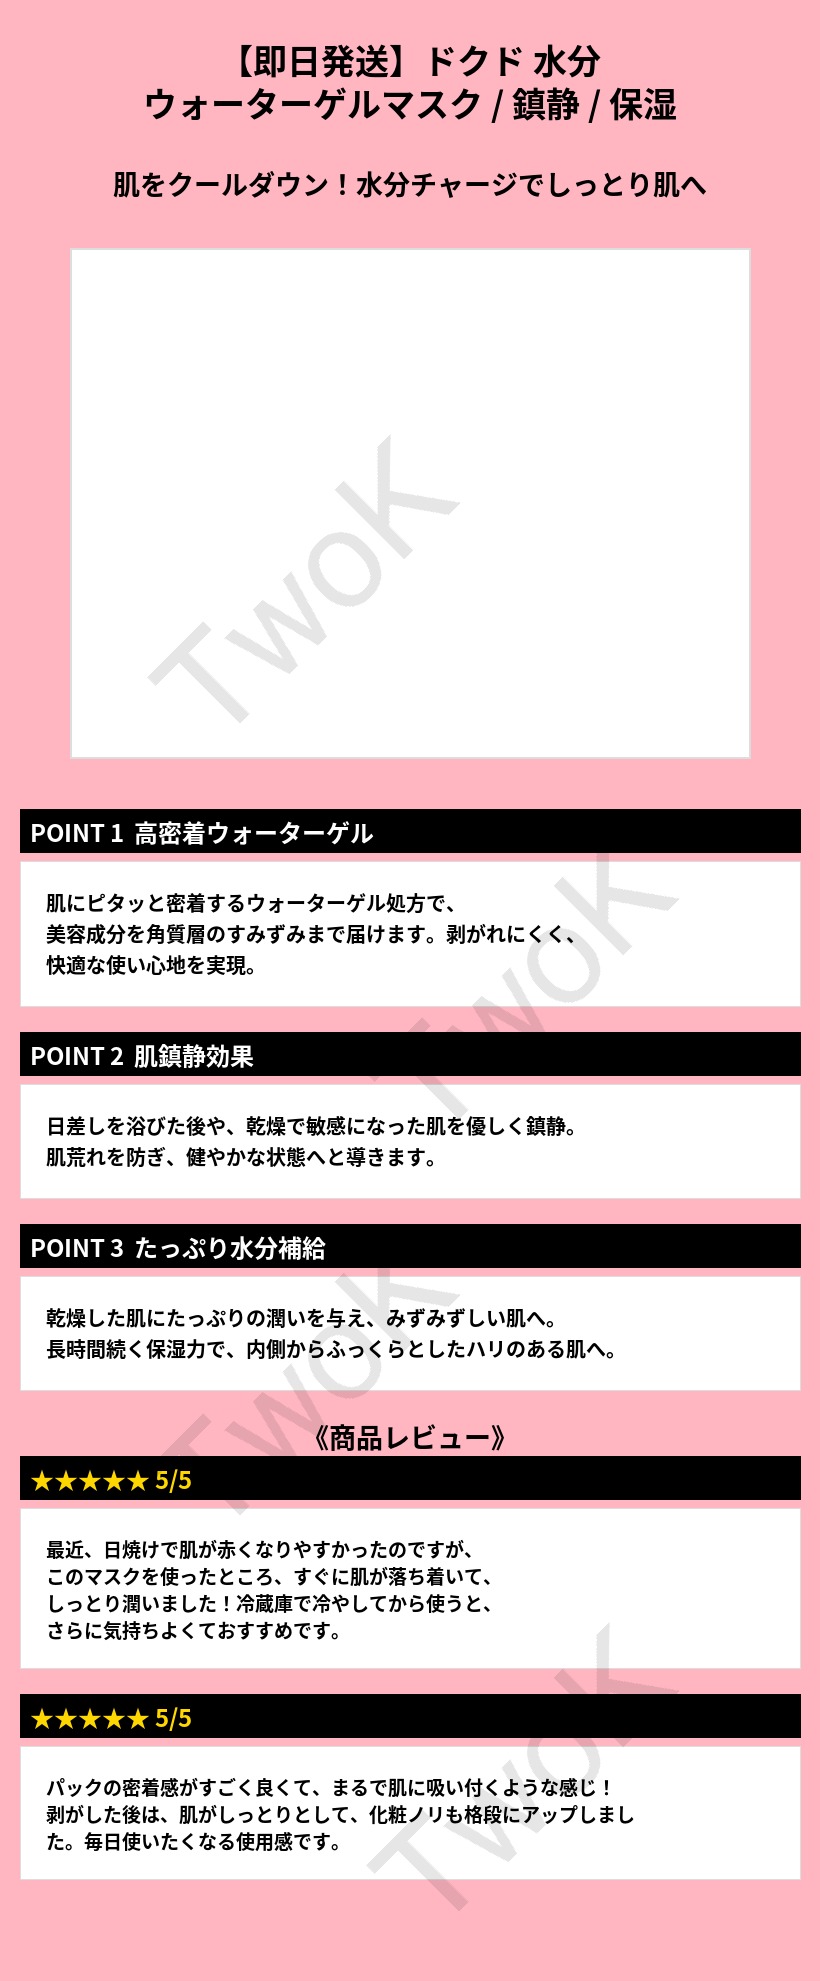 【即日発送】ドクド 水分
ウォーターゲルマスク / 鎮静 / 保湿
肌をクールダウン！水分チャージでしっとり肌へ
TwoK
POINT 1 高密着ウォーターゲル
肌にピタッと密着するウォーターゲル処方で、
美容成分を角質層のすみずみまで届けます。剥がれにくく、
快適な使い心地を実現。
TwoK
POINT 2 肌鎮静効果
日差しを浴びた後や、乾燥で敏感になった肌を優しく鎮静。
肌荒れを防ぎ、健やかな状態へと導きます。
POINT 3 たっぷり水分補給
乾燥した肌にたっぷりの潤いを与え、みずみずしい肌へ。
長時間続く保湿力で、内側からふっくらとしたハリのある肌へ。
TwoK
《商品レビュー》
★★★★★ 5/5
最近、日焼けで肌が赤くなりやすかったのですが、
このマスクを使ったところ、すぐに肌が落ち着いて、
しっとり潤いました！冷蔵庫で冷やしてから使うと、
さらに気持ちよくておすすめです。
★★★★★ 5/5
パックの密着感がすごく良くて、まるで肌に吸い付くような感じ！
剥がした後は、肌がしっとりとして、化粧ノリも格段にアップしまし
た。毎日使いたくなる使用感です。
TwoK